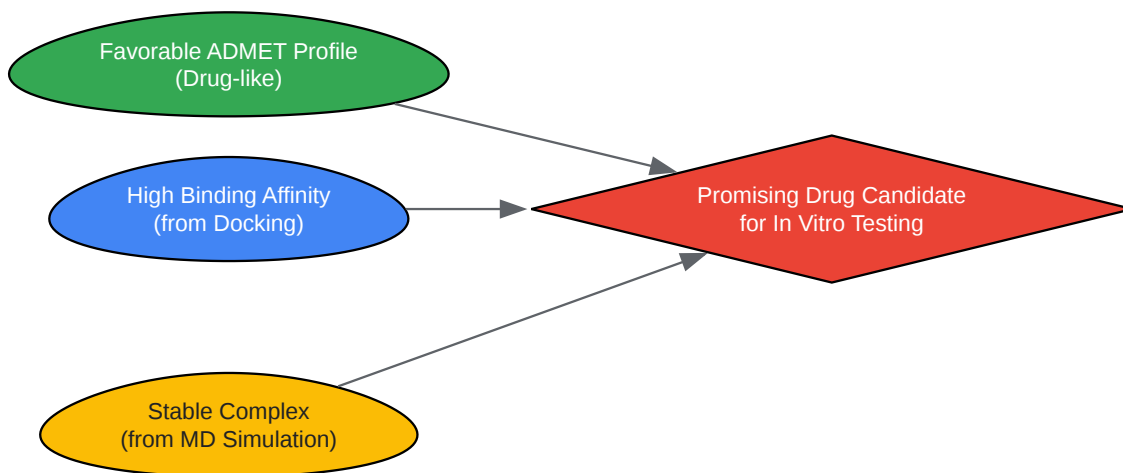 Favorable ADMET Profile
(Drug-like)
High Binding Affinity
(from Docking)
Promising Drug Candidate
for In Vitro Testing
Stable Complex
(from MD Simulation)